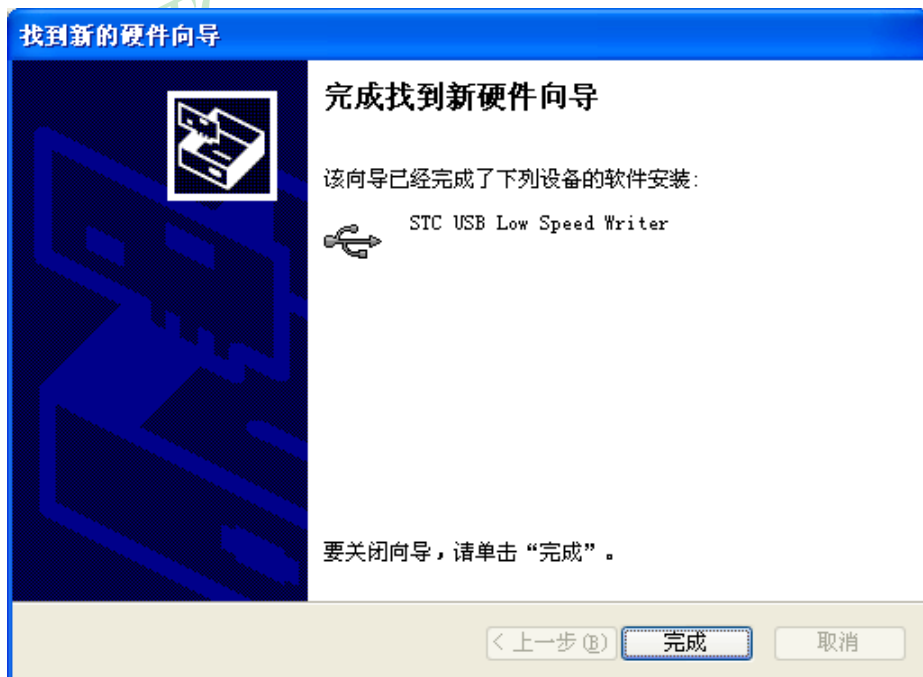 找到新的硬件向导
完成找到新硬件向导
该向导已经完成了下列设备的软件安装:
STC USB Low Speed Writer
要关闭向导，请单击“完成”。
< 上一步(B)
完成
取消